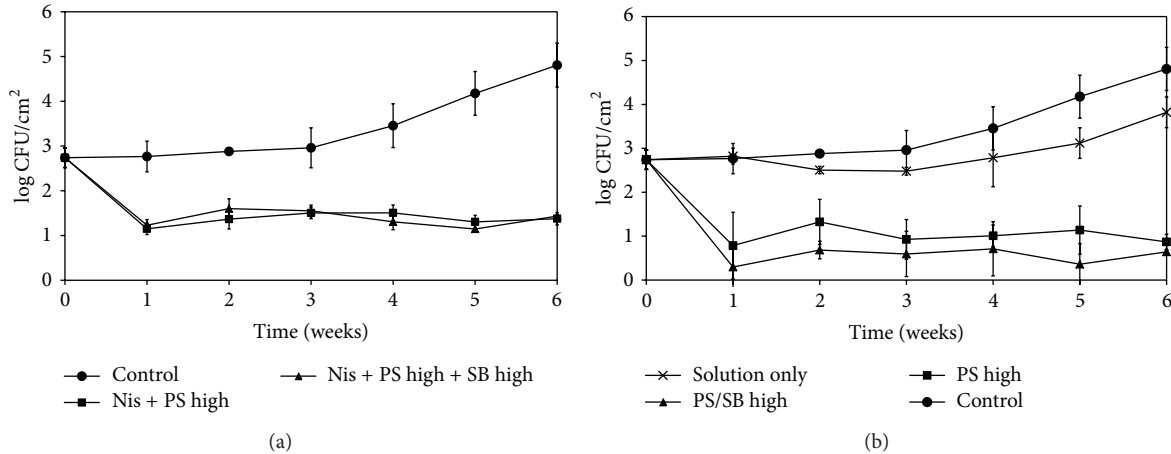 6
5
4
3
2
1
0
log CFU/cm²
0 1 2 3 4 5 6
Time (weeks)
Control
Nis + PS high
Nis + PS high + SB high
(a)
6
5
4
3
2
1
0
log CFU/cm²
0 1 2 3 4 5 6
Time (weeks)
Solution only
PS/SB high
PS high
Control
(b)